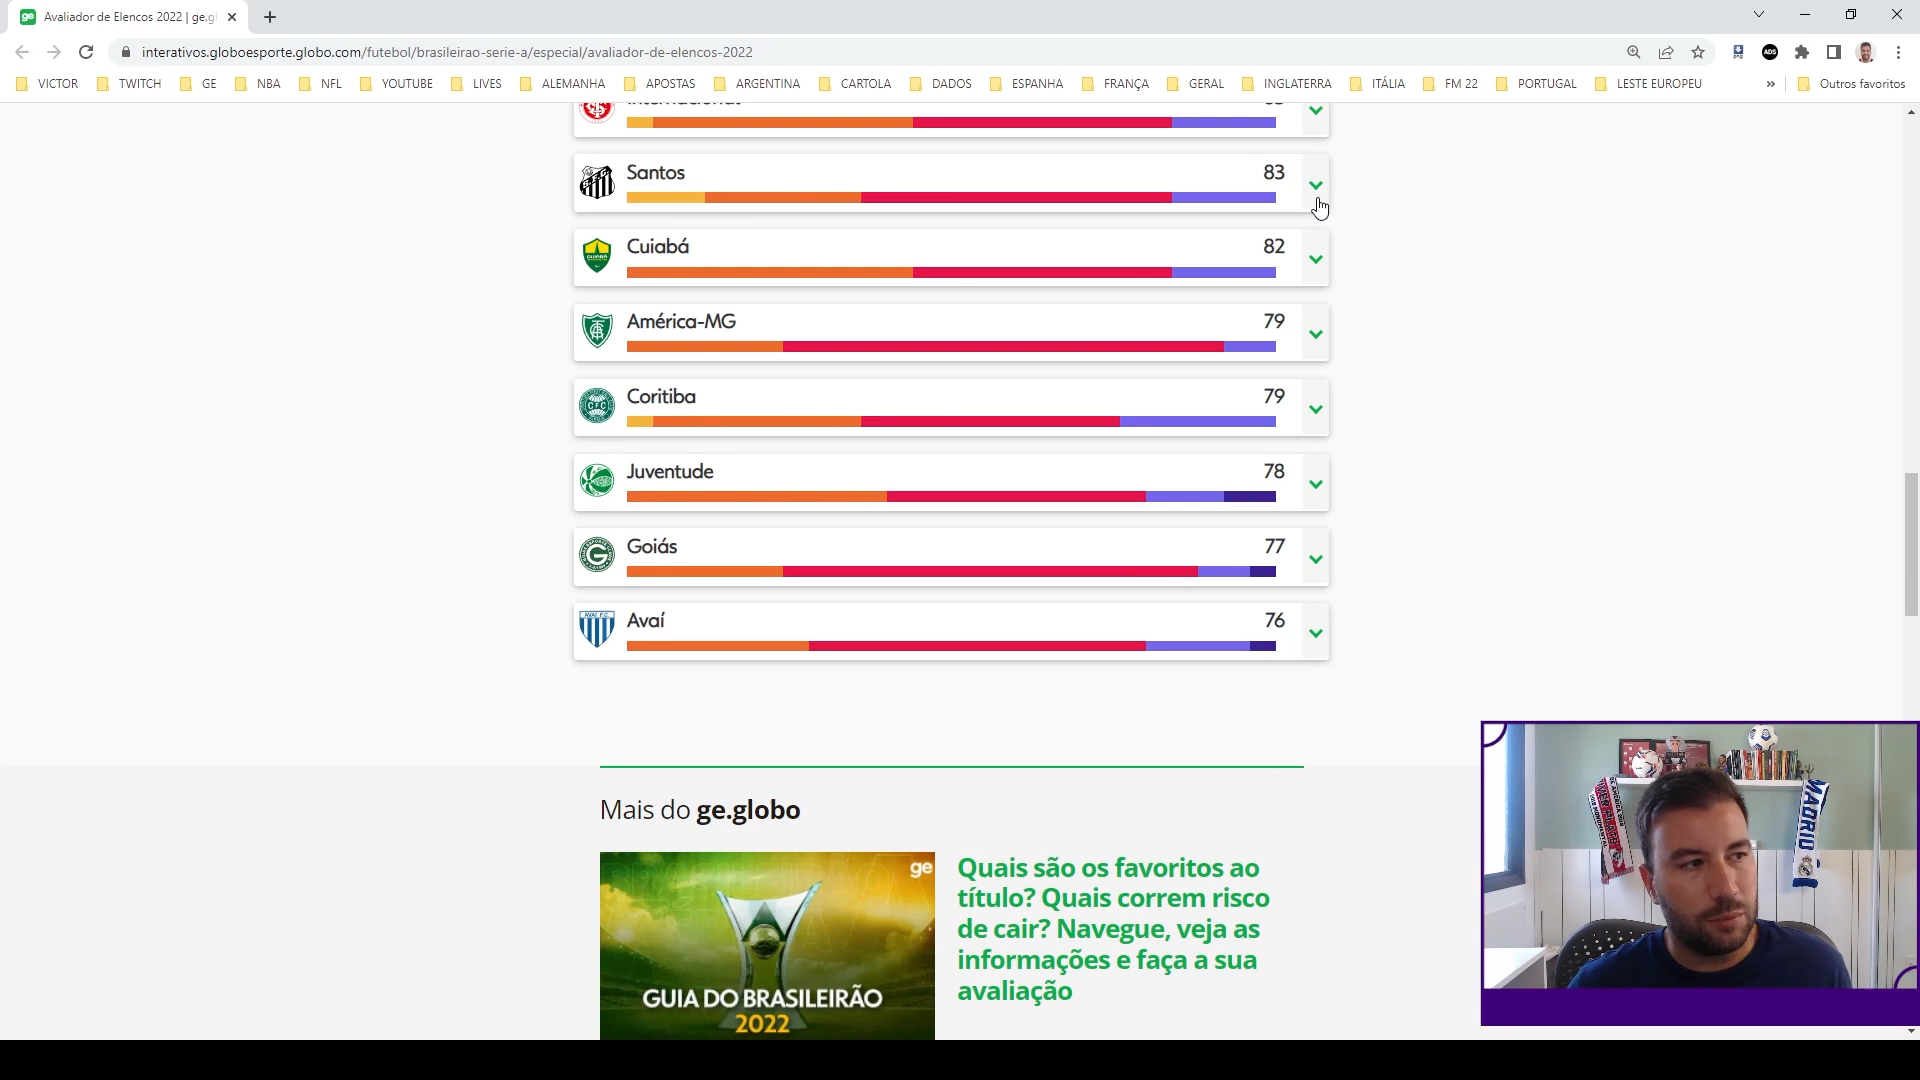 Avaliador de Elencos 2022 | ge.gl
interativos.globoesporte.globo.com/futebol/brasileirao-serie-a/especial/avaliador-de-elencos-2022
VICTOR TWITCH GE NBA NFL YOUTUBE LIVES ALEMANHA APOSTAS ARGENTINA CARTOLA DADOS ESPANHA FRANÇA GERAL INGLATERRA ITÁLIA FM 22 PORTUGAL LESTE EUROPEU » Outros favoritos
Internacional
Santos 83
Cuiabá 82
América-MG 79
Coritiba 79
Juventude 78
Goiás 77
Avaí 76
Mais do ge.globo
ge
GUIA DO BRASILEIRÃO
2022
Quais são os favoritos ao
título? Quais correm risco
de cair? Navegue, veja as
informações e faça a sua
avaliação
RIVER PLATE
MADRID